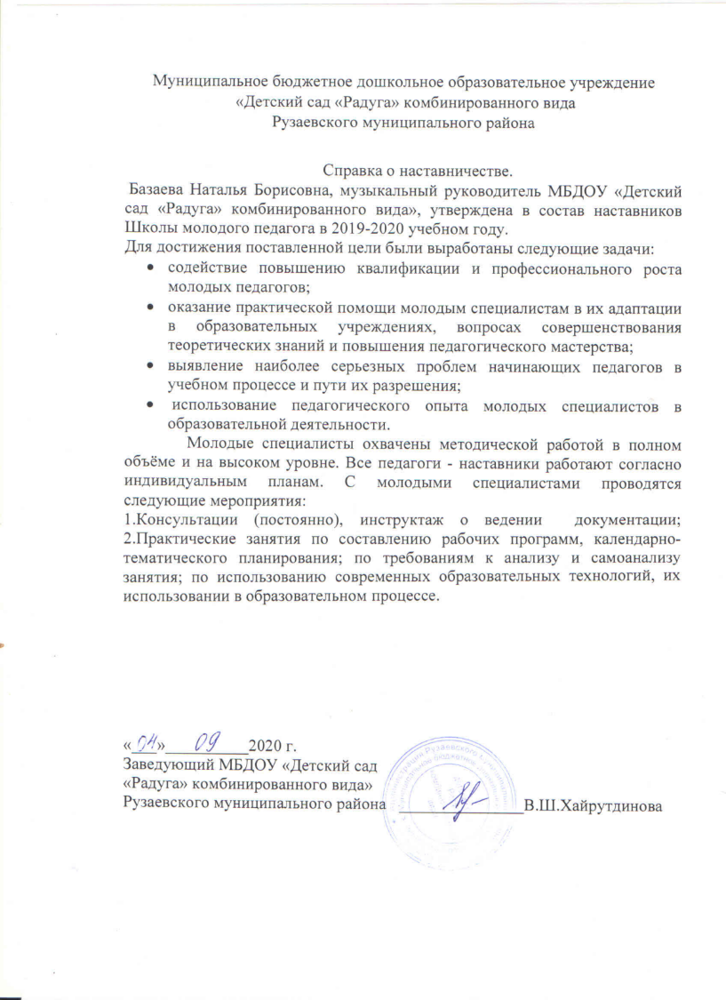 Муниципальное бюджетное дошкольное образовательное учреждение
«Детский сад «Радуга» комбинированного вида
Рузаевского муниципального района
Справка о наставничестве.
Базаева Наталья Борисовна, музыкальный руководитель МБДОУ «Детский
сад «Радуга» комбинированного вида», утверждена в состав наставников
Школы молодого педагога в 2019-2020 учебном году.
Для достижения поставленной цели были выработаны следующие задачи:
• содействие повышению квалификации и профессионального роста
молодых педагогов;
• оказание практической помощи молодым специалистам в их адаптации
в образовательных учреждениях, вопросах совершенствования
теоретических знаний и повышения педагогического мастерства;
• выявление наиболее серьезных проблем начинающих педагогов в
учебном процессе и пути их разрешения;
• использование педагогического опыта молодых специалистов в
образовательной деятельности.
Молодые специалисты охвачены методической работой в полном
объёме и на высоком уровне. Все педагоги - наставники работают согласно
индивидуальным планам. С молодыми специалистами проводятся
следующие мероприятия:
1.Консультации (постоянно), инструктаж о ведении документации;
2.Практические занятия по составлению рабочих программ, календарно-
тематического планирования; по требованиям к анализу и самоанализу
занятия; по использованию современных образовательных технологий, их
использовании в образовательном процессе.
«04» 09 2020 г.
Заведующий МБДОУ «Детский сад
«Радуга» комбинированного вида»
Рузаевского муниципального района ______________В.Ш.Хайрутдинова